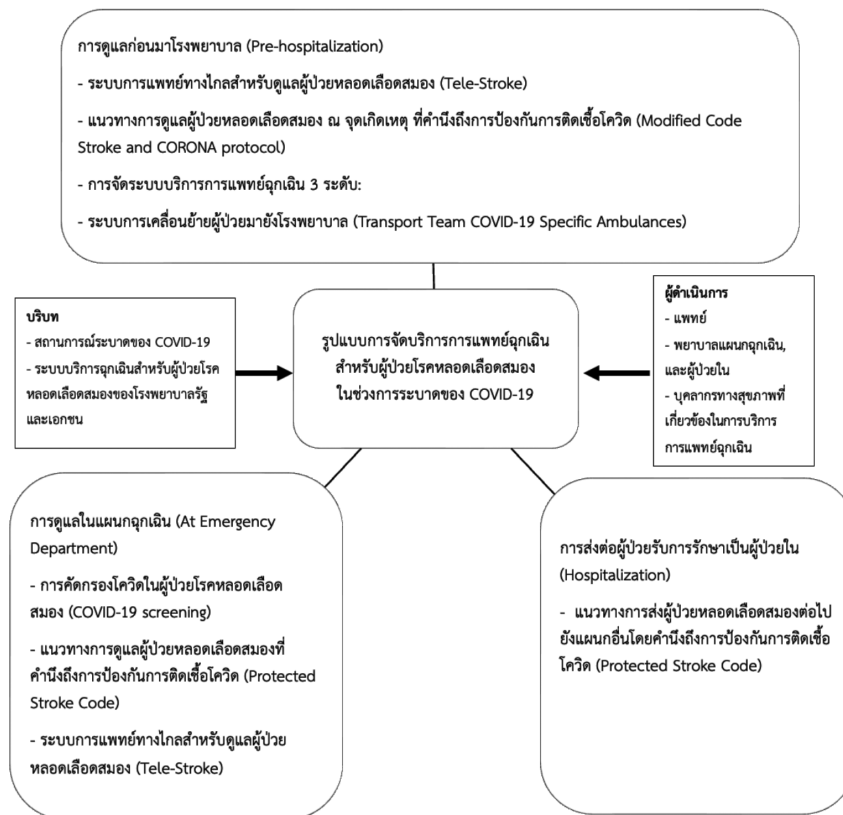 การดูแลก่อนมาโรงพยาบาล (Pre-hospitalization)
- ระบบการแพทย์ทางไกลสำหรับดูแลผู้ป่วยหลอดเลือดสมอง (Tele-Stroke)
- แนวทางการดูแลผู้ป่วยหลอดเลือดสมอง ณ จุดเกิดเหตุ ที่คำนึงถึงการป้องกันการติดเชื้อโควิด (Modified Code
Stroke and CORONA protocol)
- การจัดระบบบริการการแพทย์ฉุกเฉิน 3 ระดับ:
- ระบบการเคลื่อนย้ายผู้ป่วยมายังโรงพยาบาล (Transport Team COVID-19 Specific Ambulances)
บริบท
- สถานการณ์ระบาดของ COVID-19
- ระบบบริการฉุกเฉินสำหรับผู้ป่วยโรค
หลอดเลือดสมองของโรงพยาบาลรัฐ
และเอกชน
รูปแบบการจัดบริการการแพทย์ฉุกเฉิน
สำหรับผู้ป่วยโรคหลอดเลือดสมอง
ในช่วงการระบาดของ COVID-19
ผู้ดำเนินการ
- แพทย์
- พยาบาลแผนกฉุกเฉิน,
และผู้ป่วยใน
- บุคลากรทางสุขภาพที่
เกี่ยวข้องในการบริการ
การแพทย์ฉุกเฉิน
การดูแลในแผนกฉุกเฉิน (At Emergency
Department)
- การคัดกรองโควิดในผู้ป่วยโรคหลอดเลือด
สมอง (COVID-19 screening)
- แนวทางการดูแลผู้ป่วยหลอดเลือดสมองที่
คำนึงถึงการป้องกันการติดเชื้อโควิด (Protected
Stroke Code)
- ระบบการแพทย์ทางไกลสำหรับดูแลผู้ป่วย
หลอดเลือดสมอง (Tele-Stroke)
การส่งต่อผู้ป่วยรับการรักษาเป็นผู้ป่วยใน
(Hospitalization)
- แนวทางการส่งผู้ป่วยหลอดเลือดสมองต่อไป
ยังแผนกอื่นโดยคำนึงถึงการป้องกันการติดเชื้อ
โควิด (Protected Stroke Code)